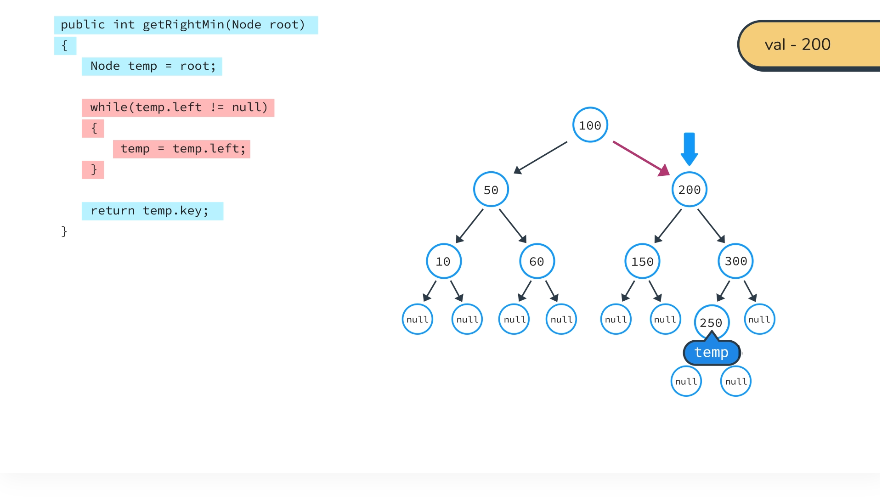 public int getRightMin(Node root)
{
Node temp = root;
while(temp.left != null)
{
temp = temp.left;
}
return temp.key;
}
val - 200
100
50
200
10
60
150
300
null
null
null
null
null
null
250
null
temp
null
null